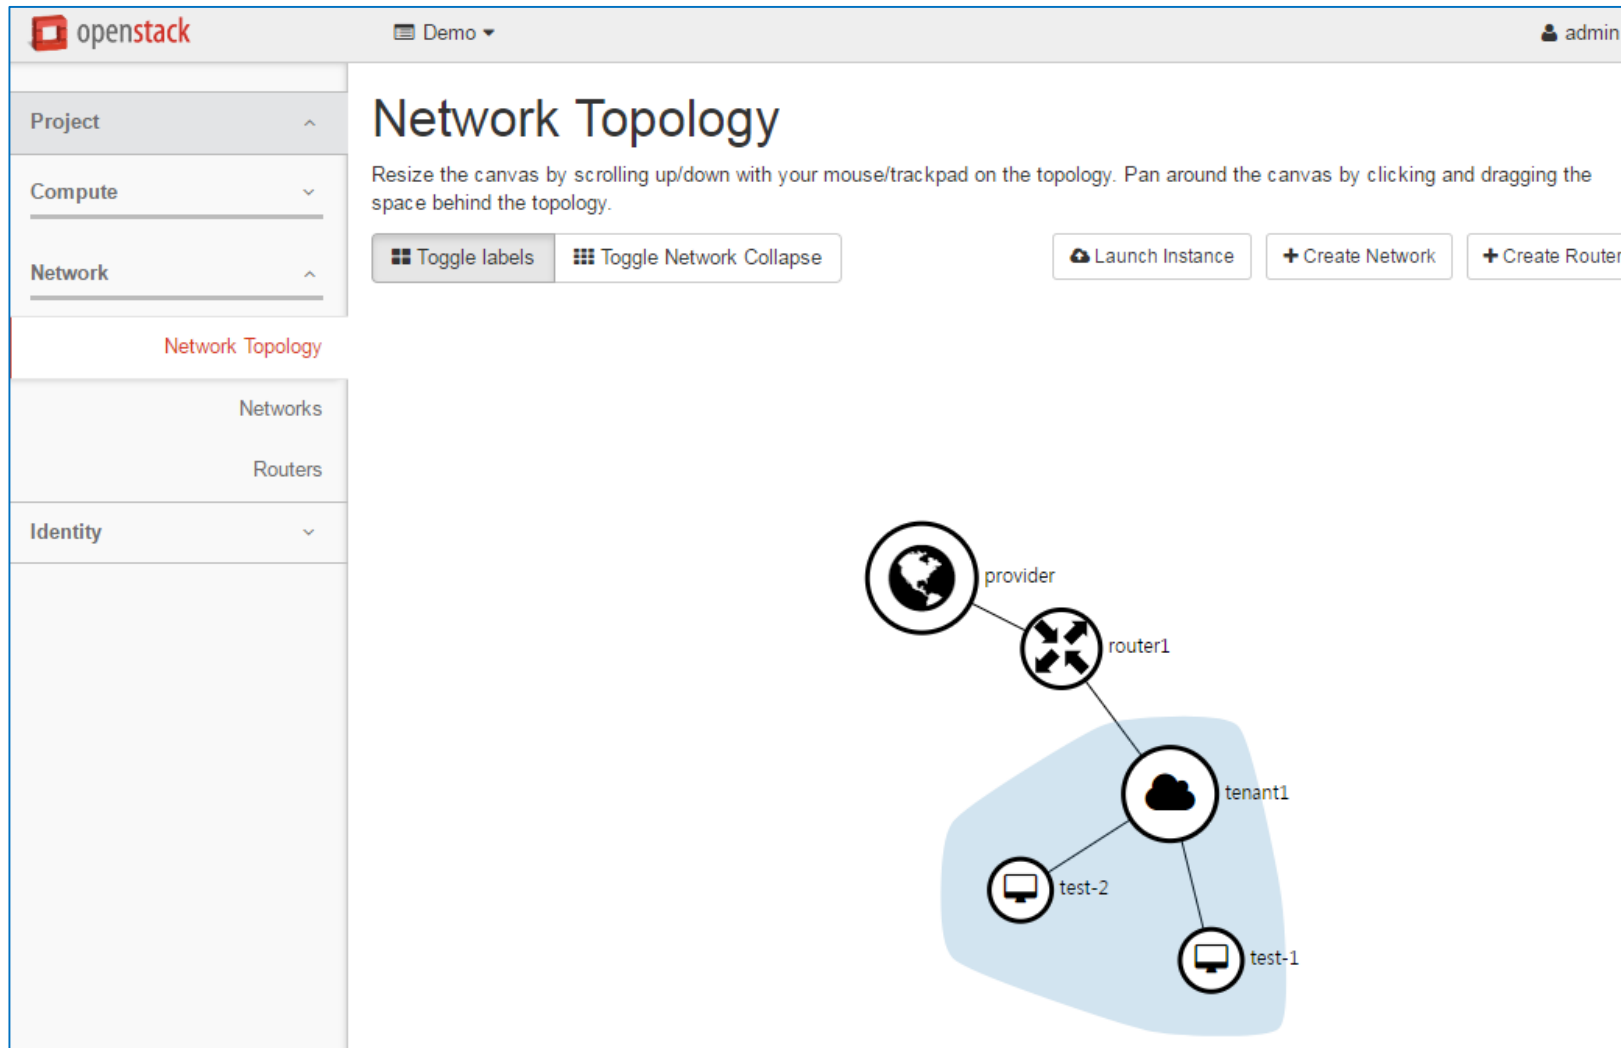 openstack
Demo
admin
Project
Compute
Network
Network Topology
Networks
Routers
Identity
Network Topology
Resize the canvas by scrolling up/down with your mouse/trackpad on the topology. Pan around the canvas by clicking and dragging the
space behind the topology.
Toggle labels
Toggle Network Collapse
Launch Instance
+ Create Network
+ Create Router
provider
router1
tenant1
test-2
test-1